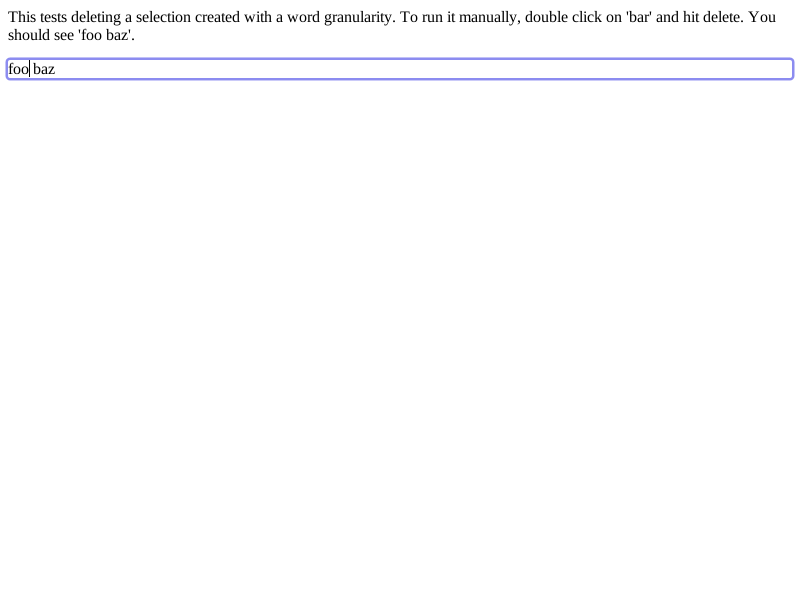 This tests deleting a selection created with a word granularity. To run it manually, double click on 'bar' and hit delete. You
should see 'foo baz'.
foo baz